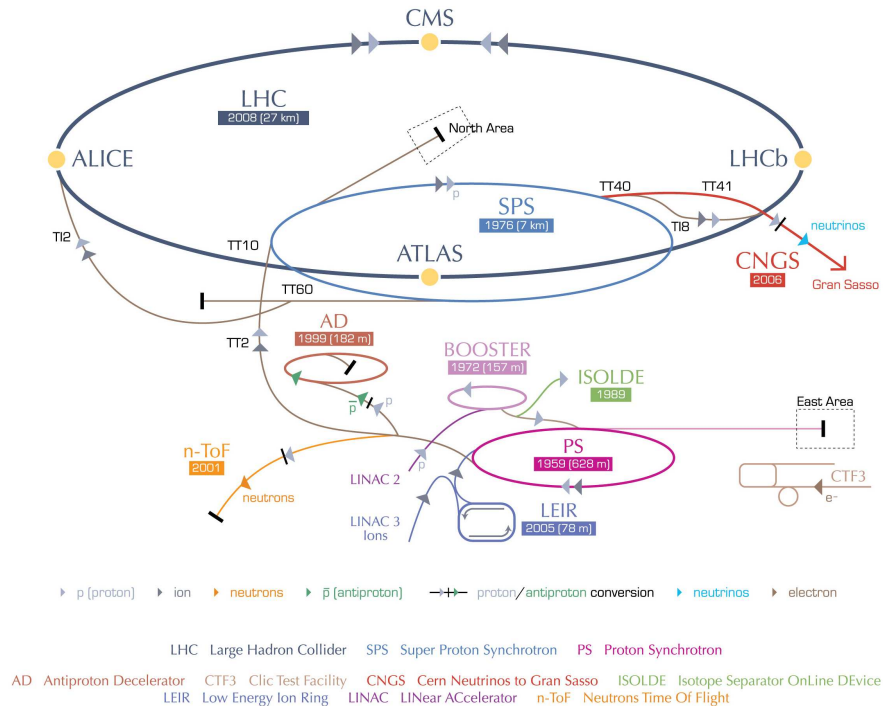 CMS
LHC
2008 (27 km)
North Area
ALICE
LHCb
TT40
TT41
p
SPS
1976 (7 km)
TI8
neutrinos
TI2
TT10
ATLAS
CNGS
2006
Gran Sasso
TT60
AD
1999 (182 m)
TT2
BOOSTER
1972 (157 m)
ISOLDE
1989
p̅
p
East Area
n-ToF
2001
PS
1959 (628 m)
LINAC 2
p
neutrons
CTF3
e-
LEIR
2005 (78 m)
LINAC 3
Ions
p (proton)
ion
neutrons
p̅ (antiproton)
proton/antiproton conversion
neutrinos
electron
LHC Large Hadron Collider SPS Super Proton Synchrotron PS Proton Synchrotron
AD Antiproton Decelerator CTF3 Clic Test Facility CNGS Cern Neutrinos to Gran Sasso ISOLDE Isotope Separator OnLine DEvice
LEIR Low Energy Ion Ring LINAC LINear ACcelerator n-ToF Neutrons Time Of Flight